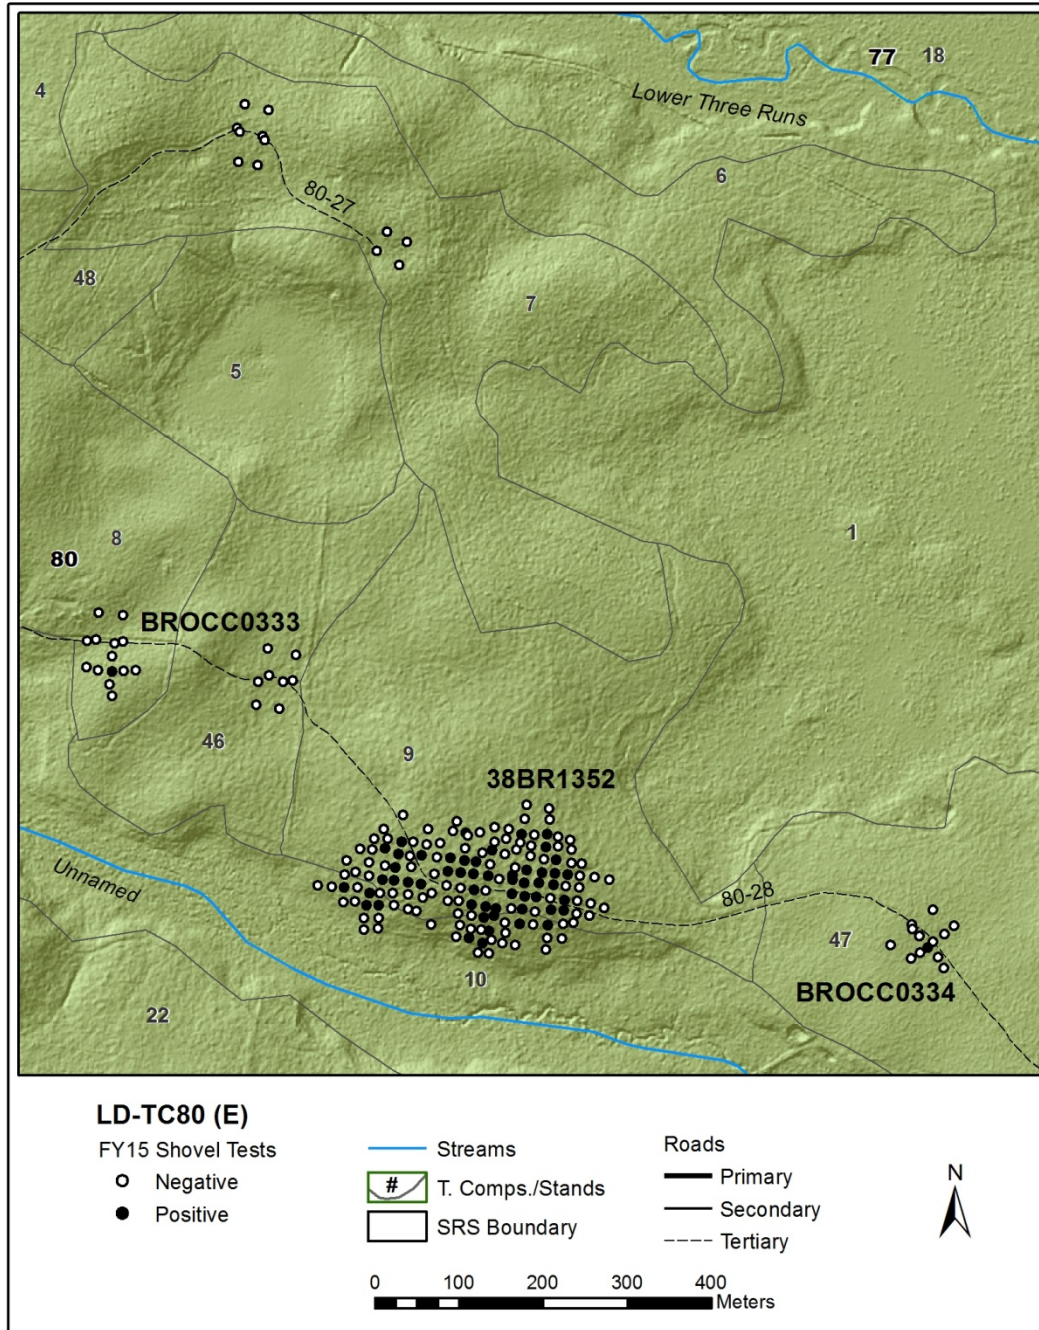 77
18
4
Lower Three Runs
6
80-27
48
7
5
1
8
80
BROCC0333
46
9
38BR1352
Unnamed
80-28
47
10
BROCC0334
22
LD-TC80 (E)
FY15 Shovel Tests
Negative
Positive
Streams
# T. Comps./Stands
SRS Boundary
Roads
Primary
Secondary
Tertiary
N
0 100 200 300 400
Meters